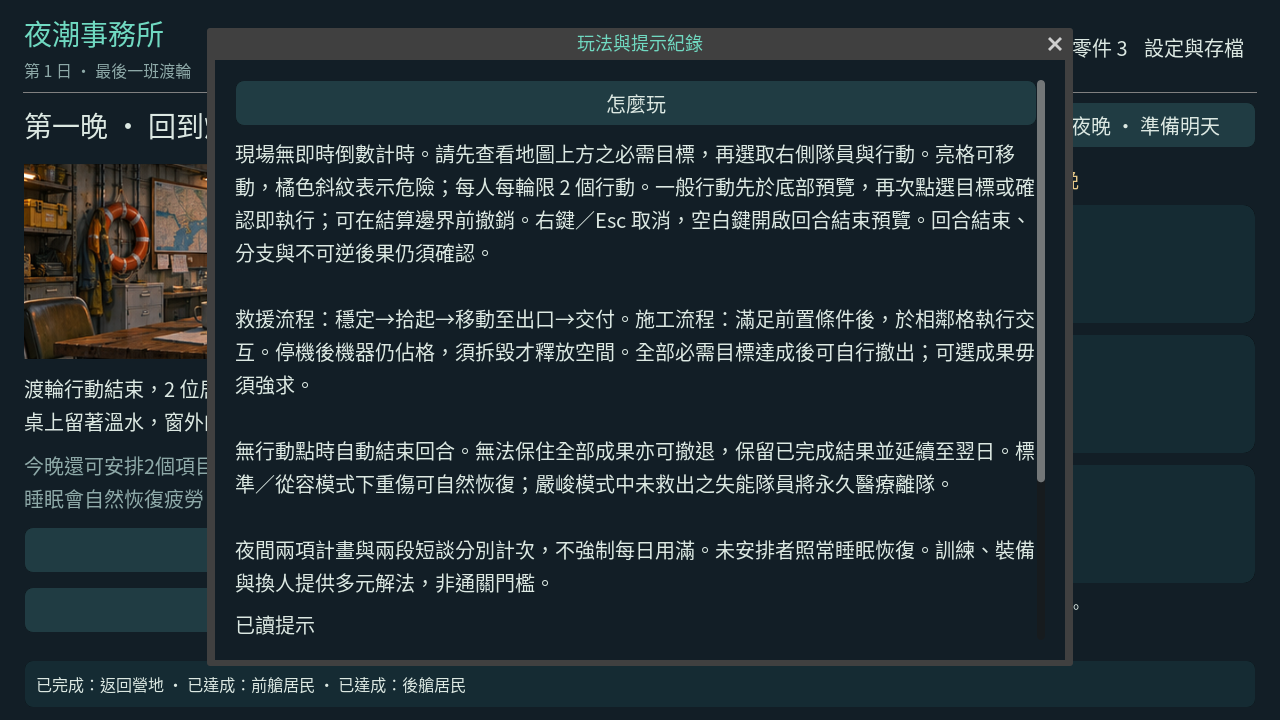 夜潮事務所
第 1 日 · 最後一班渡輪
零件 3
設定與存檔
第一晚 · 回到
夜晚 · 準備明天
玩法與提示紀錄
怎麼玩
現場無即時倒數計時。請先查看地圖上方之必需目標，再選取右側隊員與行動。亮格可移
動，橘色斜紋表示危險；每人每輪限 2 個行動。一般行動先於底部預覽，再次點選目標或確
認即執行；可在結算邊界前撤銷。右鍵／Esc 取消，空白鍵開啟回合結束預覽。回合結束、
分支與不可逆後果仍須確認。
救援流程：穩定→拾起→移動至出口→交付。施工流程：滿足前置條件後，於相鄰格執行交
互。停機後機器仍佔格，須拆毀才釋放空間。全部必需目標達成後可自行撤出；可選成果毋
須強求。
無行動點時自動結束回合。無法保住全部成果亦可撤退，保留已完成結果並延續至翌日。標
準／從容模式下重傷可自然恢復；嚴峻模式中未救出之失能隊員將永久醫療離隊。
夜間兩項計畫與兩段短談分別計次，不強制每日用滿。未安排者照常睡眠恢復。訓練、裝備
與換人提供多元解法，非通關門檻。
已讀提示
渡輪行動結束，2 位
桌上留著溫水，窗外
今晚還可安排2個項目
睡眠會自然恢復疲勞
已完成：返回營地 · 已達成：前艙居民 · 已達成：後艙居民